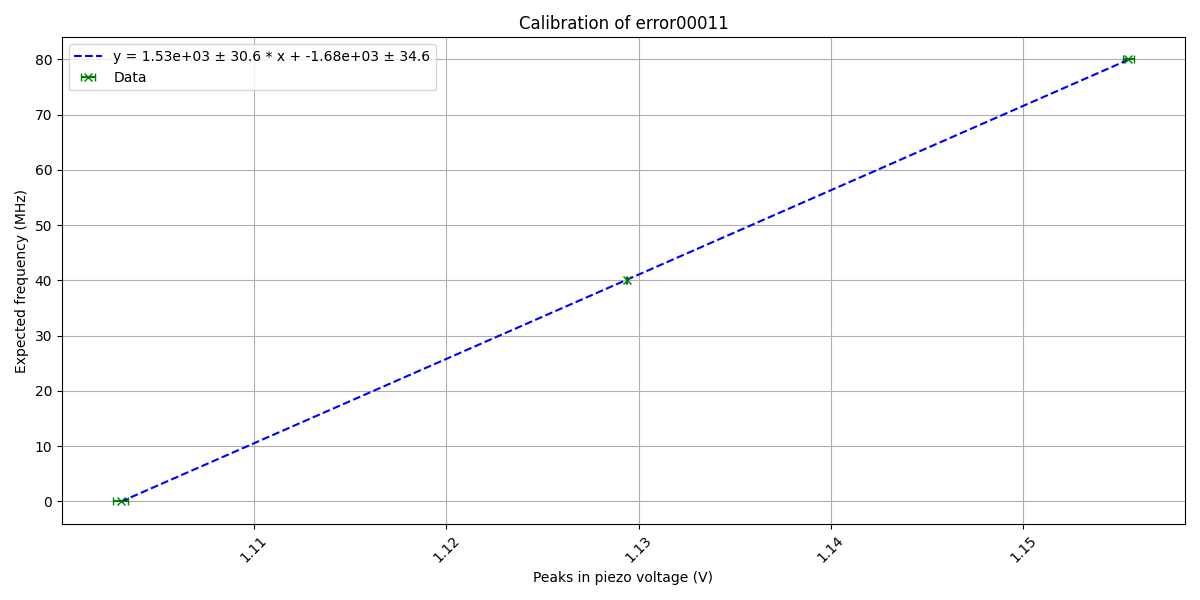 Calibration of error00011
y = 1.53e+03 ± 30.6 * x + -1.68e+03 ± 34.6
Data
80
70
60
50
40
30
20
10
0
Expected frequency (MHz)
1.11
1.12
1.13
1.14
1.15
Peaks in piezo voltage (V)